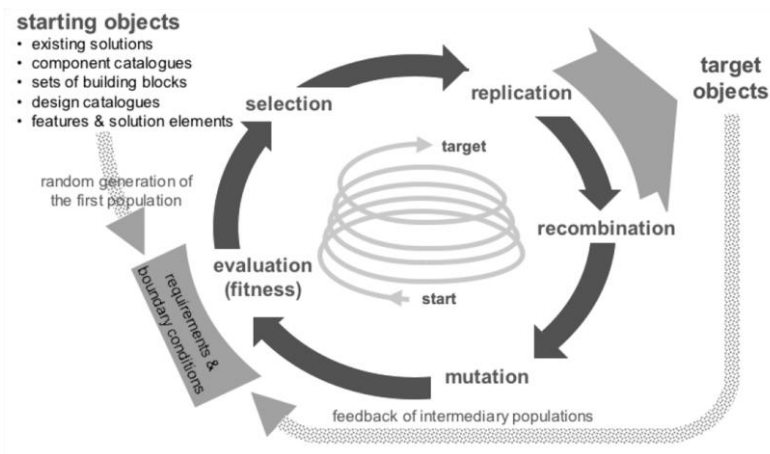 starting objects
• existing solutions
• component catalogues
• sets of building blocks
• design catalogues
• features & solution elements
random generation of
the first population
selection
replication
target
objects
target
recombination
evaluation
(fitness)
start
requirements &
boundary conditions
mutation
feedback of intermediary populations